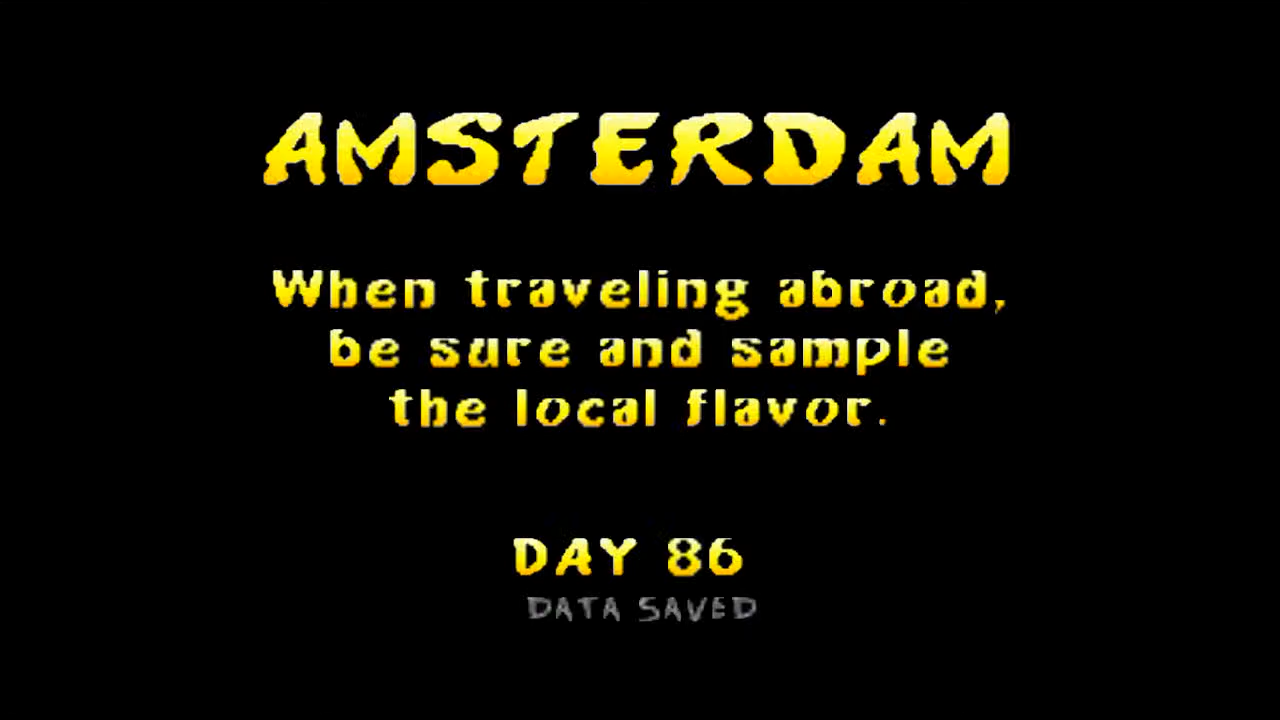 AMSTERDAM
When traveling abroad,
be sure and sample
the local flavor.
DAY 86
DATA SAVED